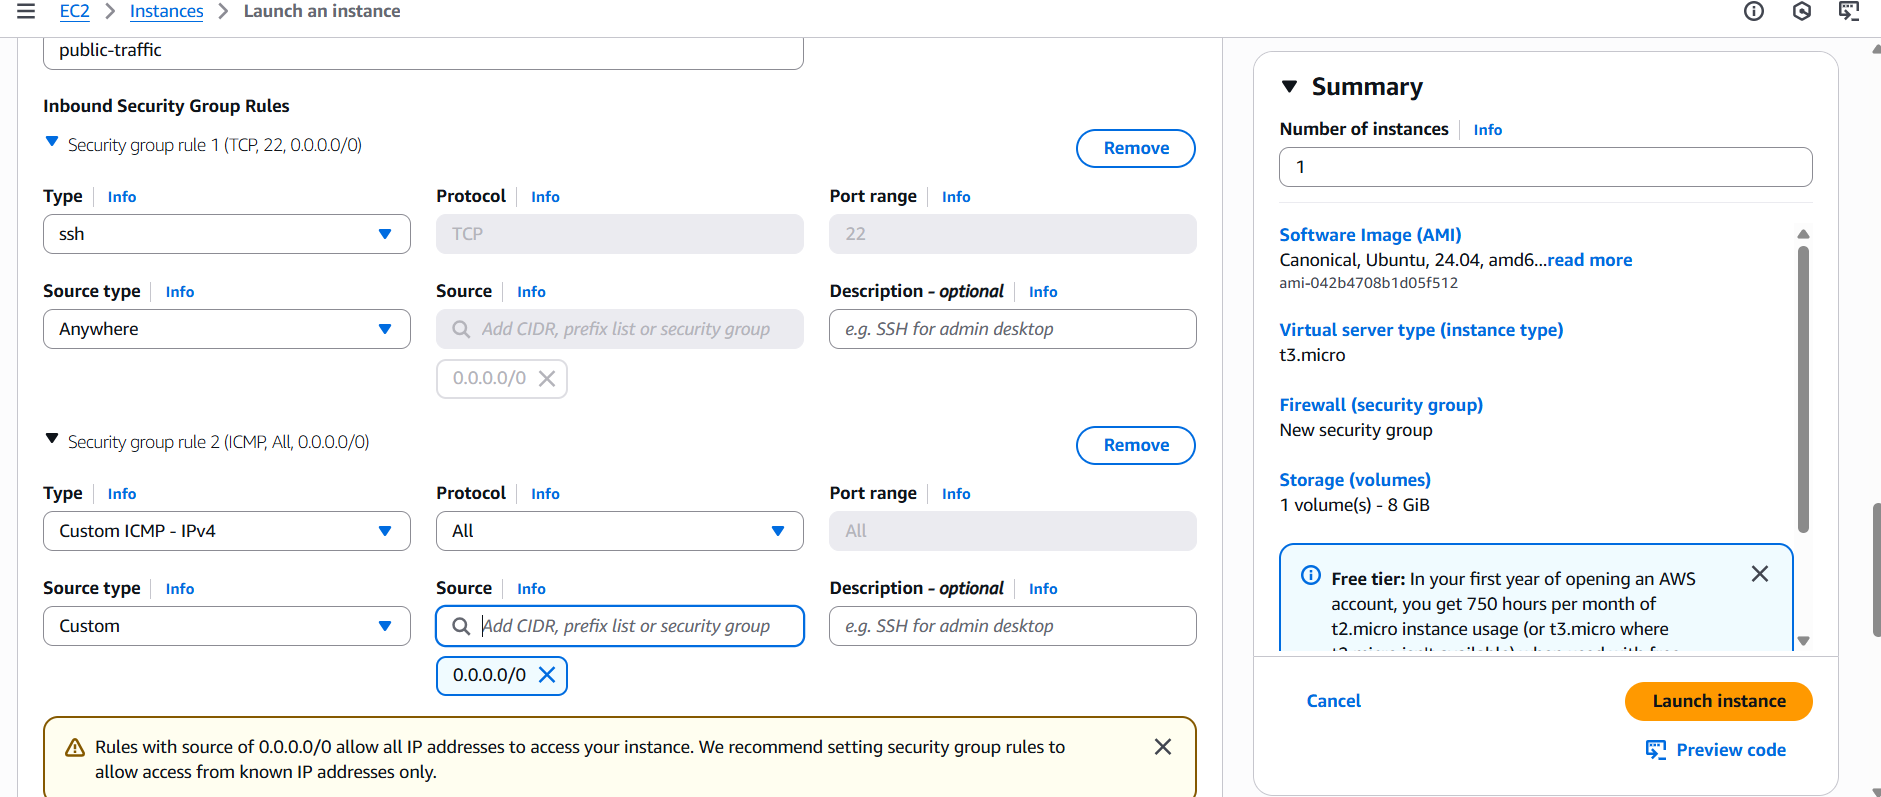 EC2 > Instances > Launch an instance
public-traffic
Inbound Security Group Rules
Security group rule 1 (TCP, 22, 0.0.0.0/0)
Remove
Type Info Protocol Info Port range Info
ssh TCP 22
Source type Info Source Info Description - optional Info
Anywhere Add CIDR, prefix list or security group e.g. SSH for admin desktop
0.0.0.0/0
Security group rule 2 (ICMP, All, 0.0.0.0/0)
Remove
Type Info Protocol Info Port range Info
Custom ICMP - IPv4 All All
Source type Info Source Info Description - optional Info
Custom Add CIDR, prefix list or security group e.g. SSH for admin desktop
0.0.0.0/0
Rules with source of 0.0.0.0/0 allow all IP addresses to access your instance. We recommend setting security group rules to
allow access from known IP addresses only.
Summary
Number of instances Info
1
Software Image (AMI)
Canonical, Ubuntu, 24.04, amd6...read more
ami-042b4708b1d05f512
Virtual server type (instance type)
t3.micro
Firewall (security group)
New security group
Storage (volumes)
1 volume(s) - 8 GiB
Free tier: In your first year of opening an AWS
account, you get 750 hours per month of
t2.micro instance usage (or t3.micro where
Cancel
Launch instance
Preview code